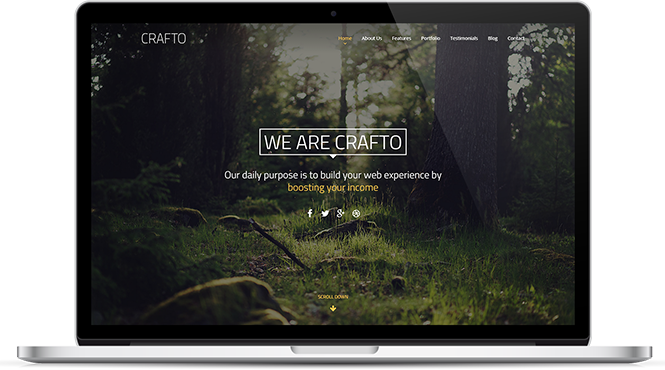 CRAFTO
Home About Us Features Portfolio Testimonials Blog Contact
WE ARE CRAFTO
Our daily purpose is to build your web experience by
boosting your income
SCROLL DOWN